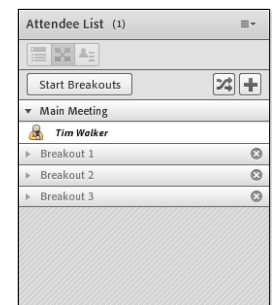 Attendee List (1)
Start Breakouts
Main Meeting
Tim Walker
Breakout 1
Breakout 2
Breakout 3